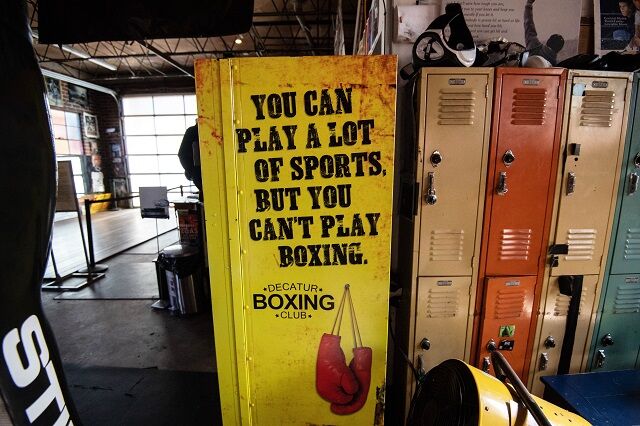 YOU CAN
PLAY A LOT
OF SPORTS,
BUT YOU
CAN'T PLAY
BOXING.
DECATUR
BOXING
CLUB